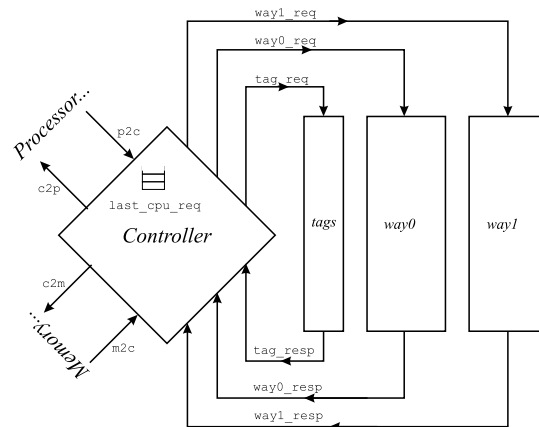 way1_req
way0_req
tag_req
Processor...
p2c
c2p
last_cpu_req
Controller
tags
way0
way1
c2m
Memory...
m2c
tag_resp
way0_resp
way1_resp